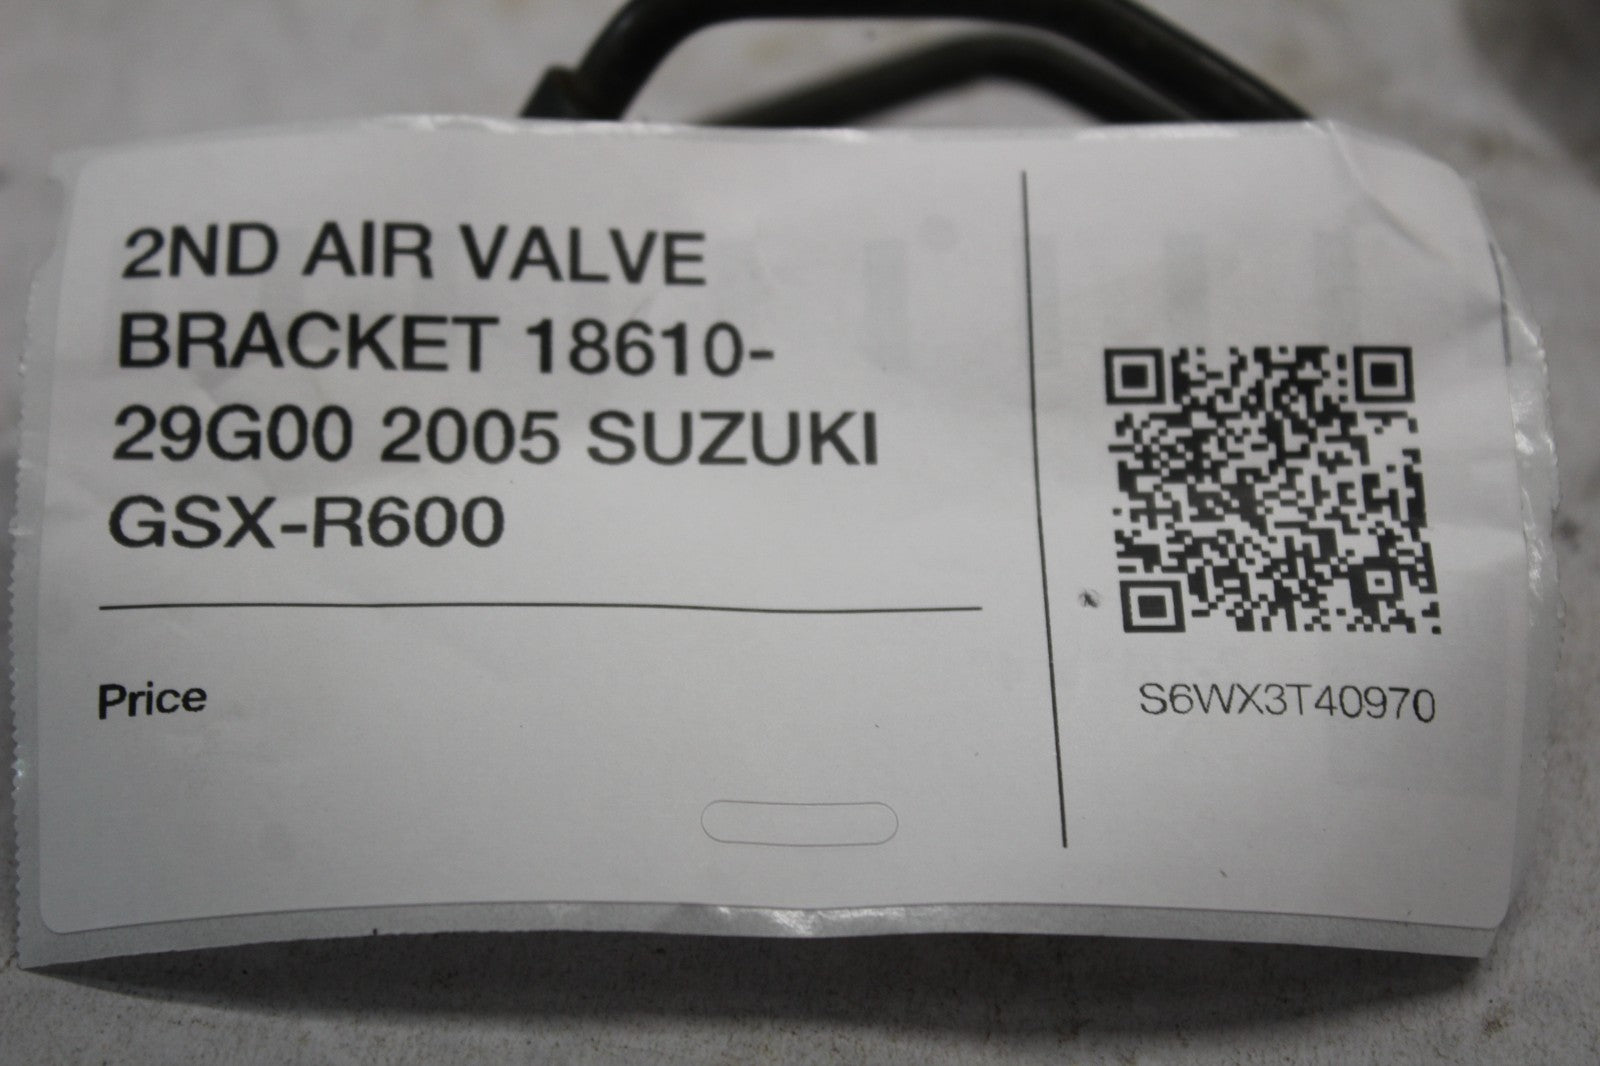 2ND AIR VALVE
BRACKET 18610-
29G00 2005 SUZUKI
GSX-R600
Price
S6WX3T40970